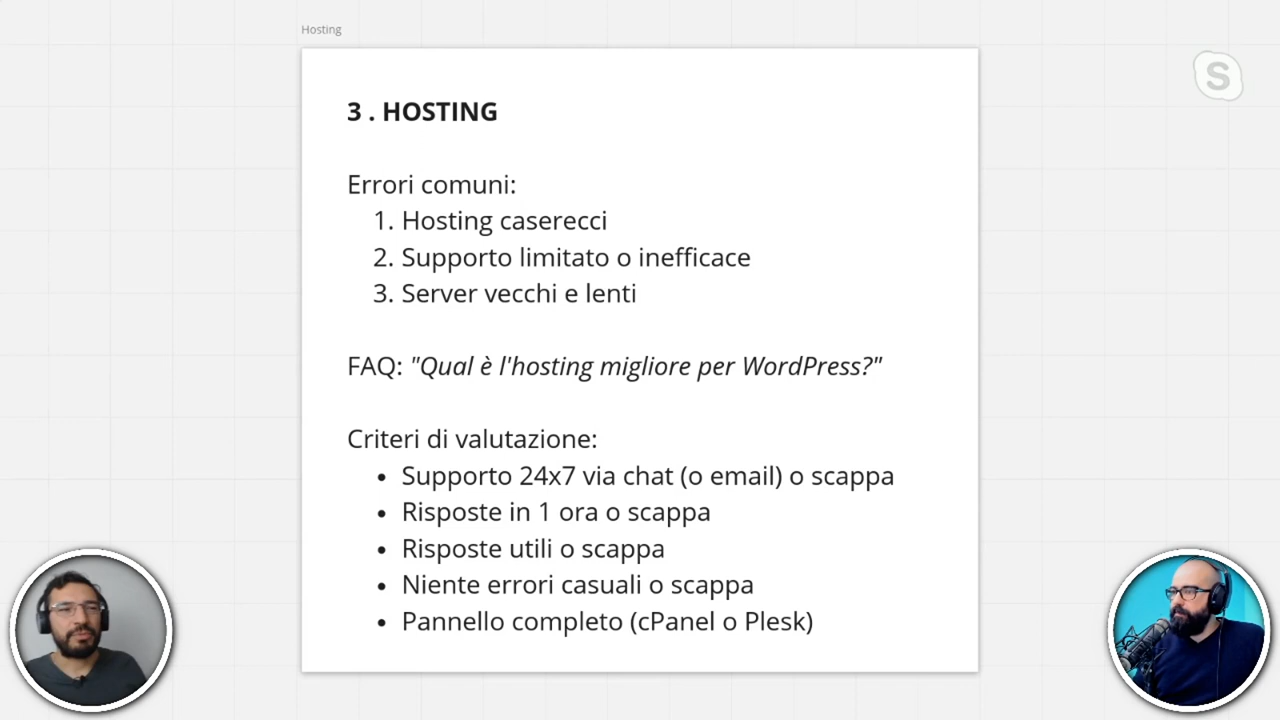 Hosting
S
3 . HOSTING
Errori comuni:
1. Hosting caserecci
2. Supporto limitato o inefficace
3. Server vecchi e lenti
FAQ: "Qual è l'hosting migliore per WordPress?"
Criteri di valutazione:
• Supporto 24x7 via chat (o email) o scappa
• Risposte in 1 ora o scappa
• Risposte utili o scappa
• Niente errori casuali o scappa
• Pannello completo (cPanel o Plesk)